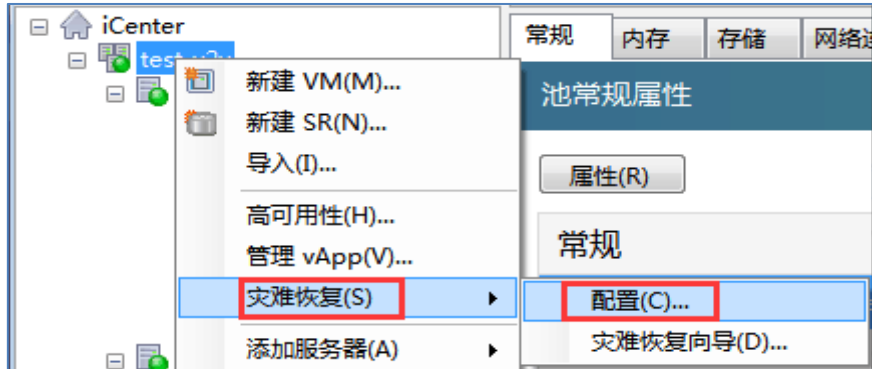 iCenter
常规 内存 存储 网络
新建 VM(M)...
池常规属性
新建 SR(N)...
导入(I)...
属性(R)
高可用性(H)...
常规
管理 vApp(V)...
灾难恢复(S)
配置(C)...
灾难恢复向导(D)...
添加服务器(A)